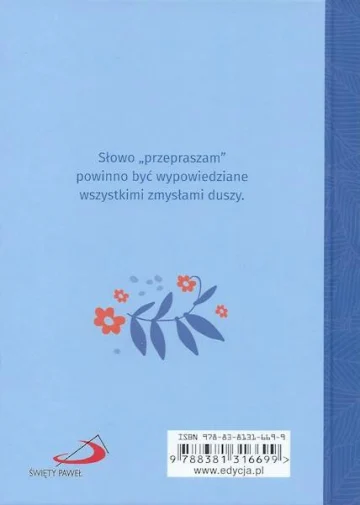 Słowo „przepraszam”
powinno być wypowiedziane
wszystkimi zmysłami duszy.
ISBN 978-83-8131-669-9
9 788381 316699 >
www.edycja.pl
ŚWIĘTY PAWEŁ